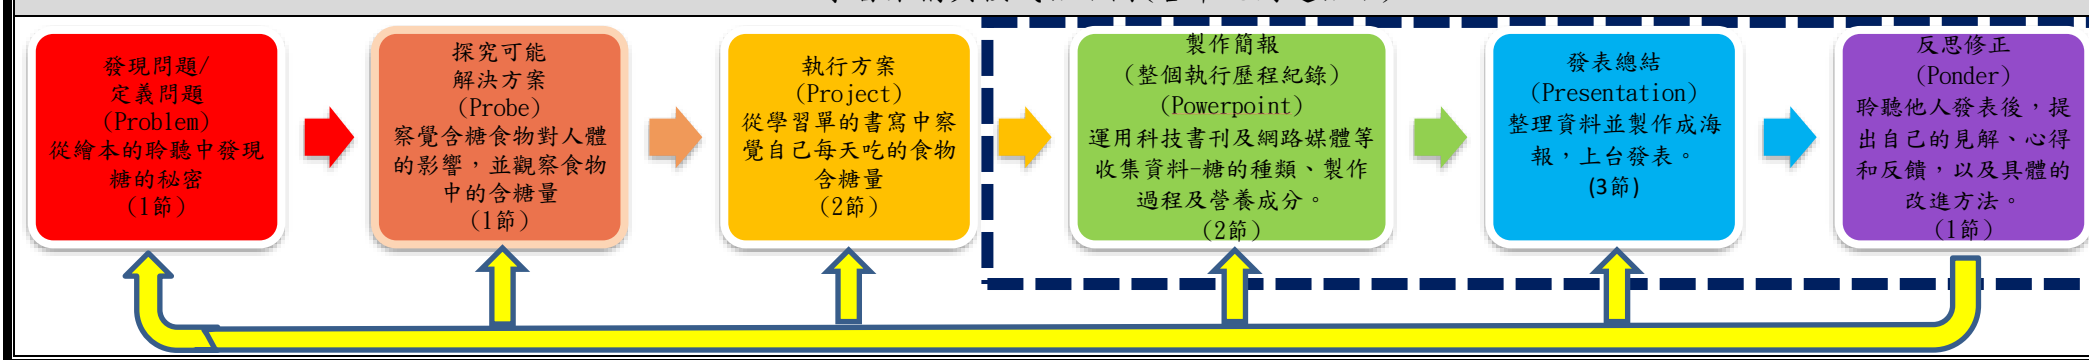 發現問題/
定義問題
(Problem)
從繪本的聆聽中發現
糖的秘密
(1節)
探究可能
解決方案
(Probe)
察覺含糖食物對人體
的影響，並觀察食物
中的含糖量
(1節)
執行方案
(Project)
從學習單的書寫中察
覺自己每天吃的食物
含糖量
(2節)
製作簡報
(整個執行歷程紀錄)
(Powerpoint)
運用科技書刊及網路媒體等
收集資料-糖的種類、製作
過程及營養成分。
(2節)
發表總結
(Presentation)
整理資料並製作成海
報，上台發表。
(3節)
反思修正
(Ponder)
聆聽他人發表後，提
出自己的見解、心得
和反饋，以及具體的
改進方法。
(1節)